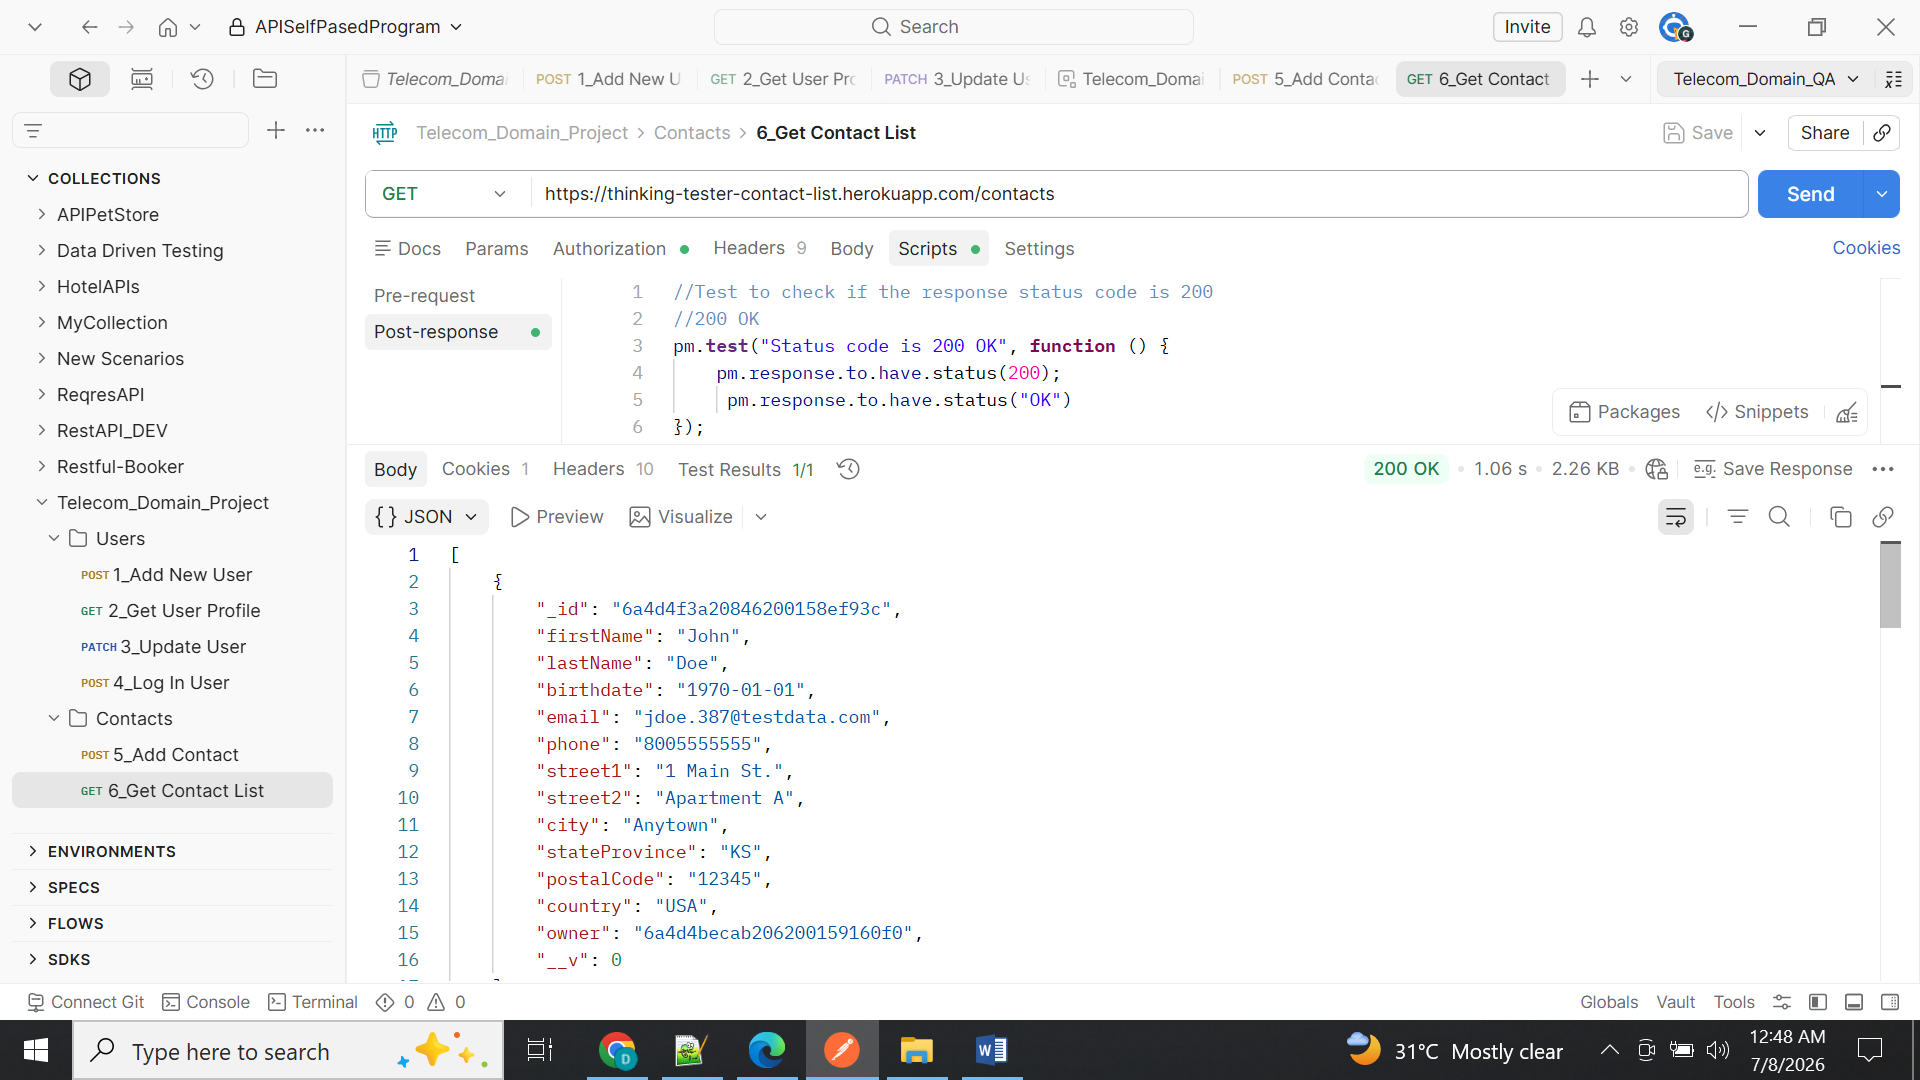 APISelfPasedProgram
Search
Invite
Telecom_Domai
POST 1_Add New U
GET 2_Get User Pro
PATCH 3_Update Us
Telecom_Domai
POST 5_Add Conta
GET 6_Get Contact
Telecom_Domain_QA
HTTP Telecom_Domain_Project > Contacts > 6_Get Contact List
Save
Share
GET https://thinking-tester-contact-list.herokuapp.com/contacts
Send
Docs Params Authorization Headers 9 Body Scripts Settings
Cookies
Pre-request
Post-response
1 //Test to check if the response status code is 200
2 //200 OK
3 pm.test("Status code is 200 OK", function () {
4 pm.response.to.have.status(200);
5 pm.response.to.have.status("OK")
6 });
Packages </> Snippets
COLLECTIONS
APIPetStore
Data Driven Testing
HotelAPIs
MyCollection
New Scenarios
ReqresAPI
RestAPI_DEV
Restful-Booker
Telecom_Domain_Project
Users
POST 1_Add New User
GET 2_Get User Profile
PATCH 3_Update User
POST 4_Log In User
Contacts
POST 5_Add Contact
GET 6_Get Contact List
ENVIRONMENTS
SPECS
FLOWS
SDKS
Body Cookies 1 Headers 10 Test Results 1/1
200 OK • 1.06 s • 2.26 KB • e.g. Save Response
{} JSON Preview Visualize
1 [
2 {
3 "_id": "6a4d4f3a20846200158ef93c",
4 "firstName": "John",
5 "lastName": "Doe",
6 "birthdate": "1970-01-01",
7 "email": "jdoe.387@testdata.com",
8 "phone": "8005555555",
9 "street1": "1 Main St.",
10 "street2": "Apartment A",
11 "city": "Anytown",
12 "stateProvince": "KS",
13 "postalCode": "12345",
14 "country": "USA",
15 "owner": "6a4d4becab206200159160f0",
16 "__v": 0
Connect Git Console Terminal 0 0
Globals Vault Tools
Type here to search
31°C Mostly clear
12:48 AM
7/8/2026